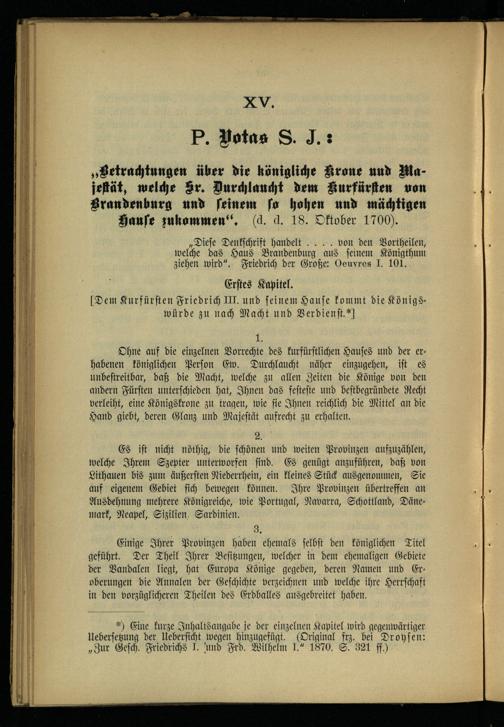 XV.
P. Votas S. J.:
„Betrachtungen über die königliche Krone und Ma-
jestät, welche Sr. Durchlaucht dem Kurfürsten von
Brandenburg und seinem so hohen und mächtigen
Hause zukommen“. (d. d. 18. Oktober 1700).
„Diese Denkschrift handelt . . . . von den Vortheilen,
welche das Haus Brandenburg aus seinem Königthum
ziehen wird“. Friedrich der Große: Oeuvres I. 101.
Erstes Kapitel.
[Dem Kurfürsten Friedrich III. und seinem Hause kommt die Königs-
würde zu nach Macht und Verdienst.*]
1.
Ohne auf die einzelnen Vorrechte des kurfürstlichen Hauses und der er-
habenen königlichen Person Ew. Durchlaucht näher einzugehen, ist es
unbestreitbar, daß die Macht, welche zu allen Zeiten die Könige von den
andern Fürsten unterschieden hat, Ihnen das festeste und bestbegründete Recht
verleiht, eine Königskrone zu tragen, wie sie Ihnen reichlich die Mittel an die
Hand giebt, deren Glanz und Majestät aufrecht zu erhalten.
2.
Es ist nicht nöthig, die schönen und weiten Provinzen aufzuzählen,
welche Ihrem Szepter unterworfen sind. Es genügt anzuführen, daß von
Lithauen bis zum äußersten Niederrhein, ein kleines Stück ausgenommen, Sie
auf eigenem Gebiet sich bewegen können. Ihre Provinzen übertreffen an
Ausdehnung mehrere Königreiche, wie Portugal, Navarra, Schottland, Däne-
mark, Neapel, Sizilien, Sardinien.
3.
Einige Ihrer Provinzen haben ehemals selbst den königlichen Titel
geführt. Der Theil Ihrer Besitzungen, welcher in dem ehemaligen Gebiete
der Vandalen liegt, hat Europa Könige gegeben, deren Namen und Er-
oberungen die Annalen der Geschichte verzeichnen und welche ihre Herrschaft
in den vorzüglicheren Theilen des Erdballes ausgebreitet haben.
*) Eine kurze Inhaltsangabe je der einzelnen Kapitel wird gegenwärtiger
Uebersetzung der Uebersicht wegen hinzugefügt. (Original frz. bei Droysen:
„Zur Gesch. Friedrichs I. und Frd. Wilhelm I.“ 1870. S. 321 ff.)